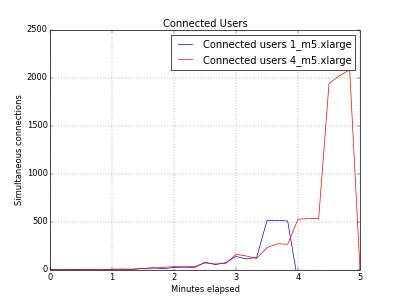 Connected Users
Connected users 1_m5.xlarge
Connected users 4_m5.xlarge
2500
2000
1500
1000
500
0
Simultaneous connections
0 1 2 3 4 5
Minutes elapsed